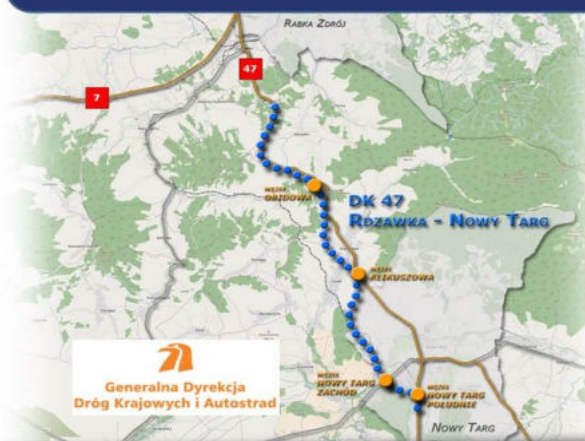 RABKA ZDRÓJ
47
7
WĘZEŁ
OBIDOWA
DK 47
RDZAWKA - NOWY TARG
WĘZEŁ
KLIKUSZOWA
WĘZEŁ
NOWY TARG
ZACHÓD
WĘZEŁ
NOWY TARG
POŁUDNIE
Generalna Dyrekcja
Dróg Krajowych i Autostrad
NOWY TARG